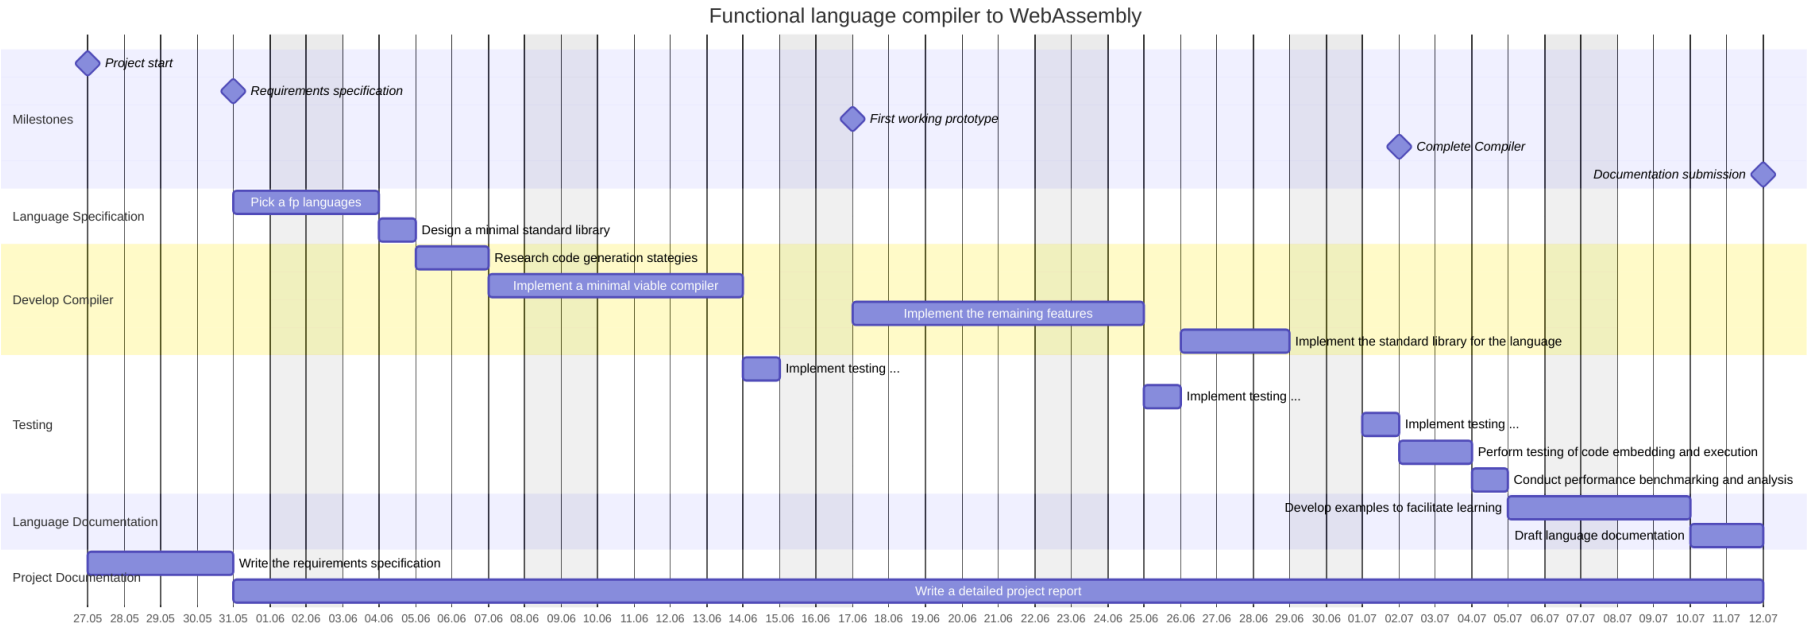 Functional language compiler to WebAssembly
Project start
Requirements specification
Milestones
First working prototype
Complete Compiler
Documentation submission
Pick a fp languages
Language Specification
Design a minimal standard library
Research code generation stategies
Implement a minimal viable compiler
Develop Compiler
Implement the remaining features
Implement the standard library for the language
Implement testing ...
Implement testing ...
Testing
Implement testing ...
Perform testing of code embedding and execution
Conduct performance benchmarking and analysis
Develop examples to facilitate learning
Language Documentation
Draft language documentation
Write the requirements specification
Project Documentation
Write a detailed project report
27.05 28.05 29.05 30.05 31.05 01.06 02.06 03.06 04.06 05.06 06.06 07.06 08.06 09.06 10.06 11.06 12.06 13.06 14.06 15.06 16.06 17.06 18.06 19.06 20.06 21.06 22.06 23.06 24.06 25.06 26.06 27.06 28.06 29.06 30.06 01.07 02.07 03.07 04.07 05.07 06.07 07.07 08.07 09.07 10.07 11.07 12.07